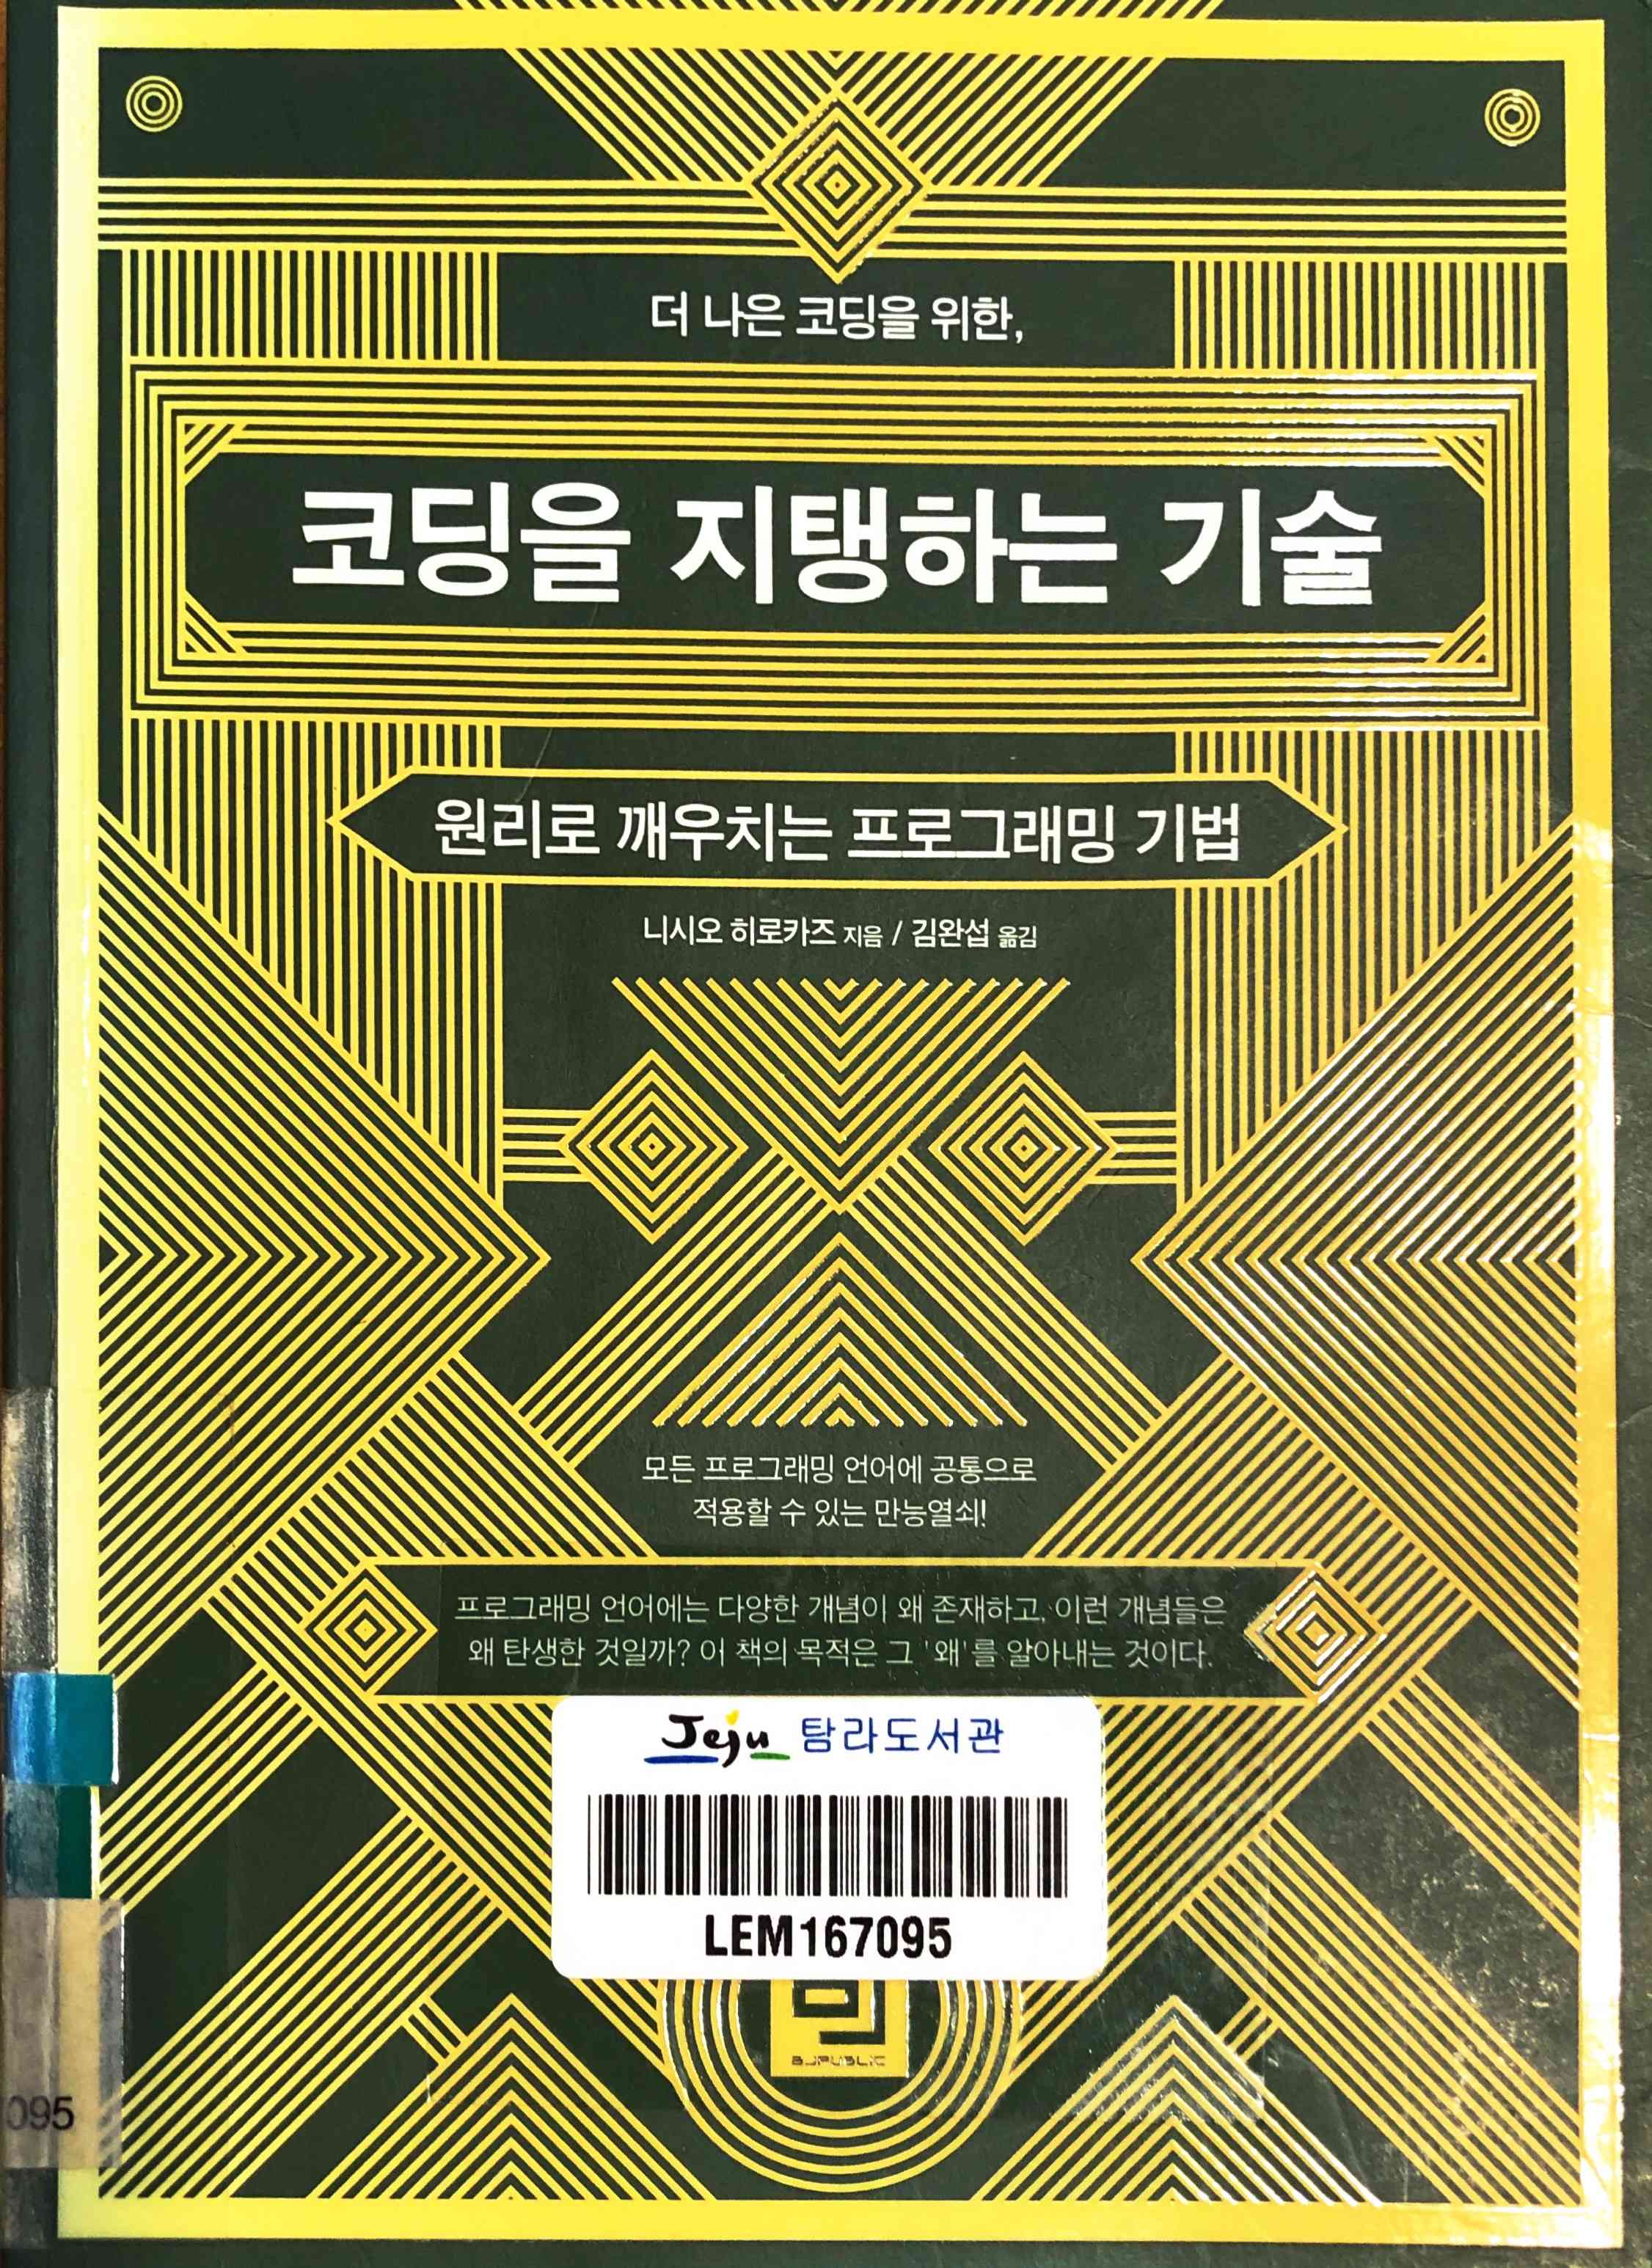 더 나은 코딩을 위한,
코딩을 지탱하는 기술
원리로 깨우치는 프로그래밍 기법
니시오 히로카즈 지음 / 김완섭 옮김
모든 프로그래밍 언어에 공통으로
적용할 수 있는 만능열쇠!
프로그래밍 언어에는 다양한 개념이 왜 존재하고, 이런 개념들은
왜 탄생한 것일까? 이 책의 목적은 그 '왜'를 알아내는 것이다.
Jeju 탐라도서관
LEM167095
BJPUBLIC
095